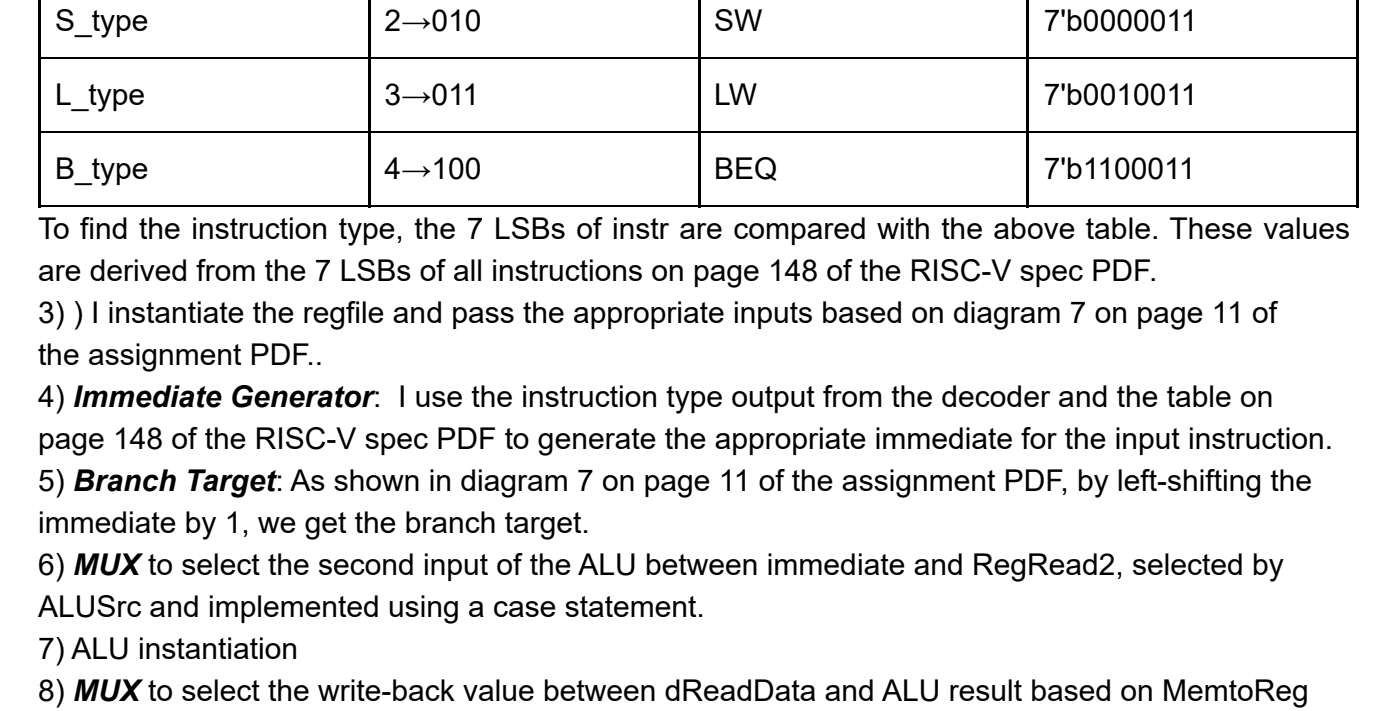 S_type 2→010 SW 7'b0000011
L_type 3→011 LW 7'b0010011
B_type 4→100 BEQ 7'b1100011
To find the instruction type, the 7 LSBs of instr are compared with the above table. These values
are derived from the 7 LSBs of all instructions on page 148 of the RISC-V spec PDF.
3) ) I instantiate the regfile and pass the appropriate inputs based on diagram 7 on page 11 of
the assignment PDF..
4) Immediate Generator: I use the instruction type output from the decoder and the table on
page 148 of the RISC-V spec PDF to generate the appropriate immediate for the input instruction.
5) Branch Target: As shown in diagram 7 on page 11 of the assignment PDF, by left-shifting the
immediate by 1, we get the branch target.
6) MUX to select the second input of the ALU between immediate and RegRead2, selected by
ALUSrc and implemented using a case statement.
7) ALU instantiation
8) MUX to select the write-back value between dReadData and ALU result based on MemtoReg